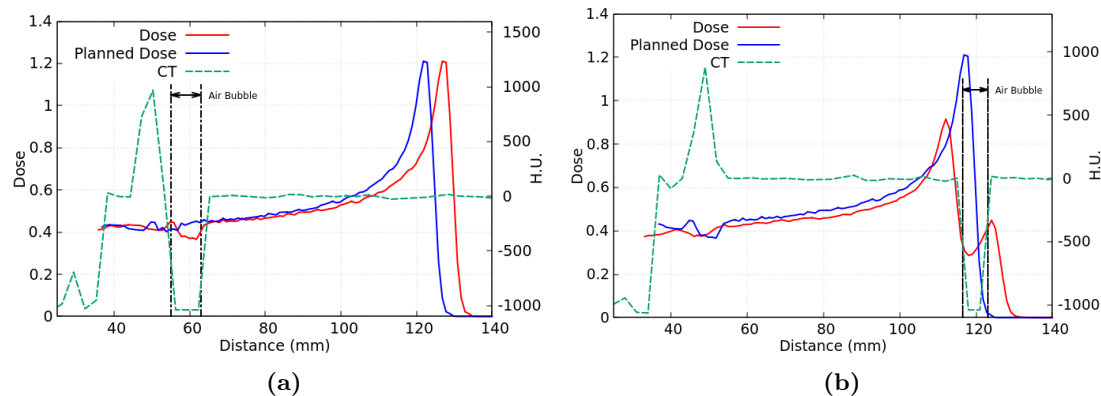 1.4
1.2
1
0.8
0.6
0.4
0.2
0
Dose
Dose
Planned Dose
CT
Air Bubble
1500
1000
500
0
-500
-1000
H.U.
40 60 80 100 120 140
Distance (mm)
(a)
1.4
1.2
1
0.8
0.6
0.4
0.2
0
Dose
Dose
Planned Dose
CT
Air Bubble
1000
500
0
-500
-1000
H.U.
40 60 80 100 120 140
Distance (mm)
(b)